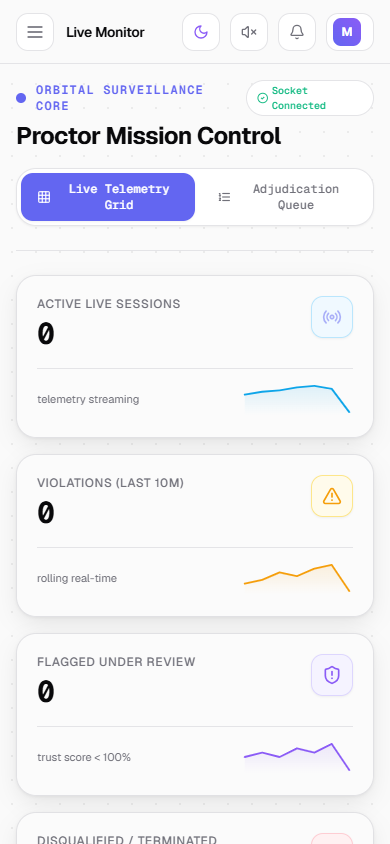 Live Monitor
M
ORBITAL SURVEILLANCE
CORE
Socket
Connected
Proctor Mission Control
Live Telemetry
Grid
Adjudication
Queue
ACTIVE LIVE SESSIONS
0
telemetry streaming
VIOLATIONS (LAST 10M)
0
rolling real-time
FLAGGED UNDER REVIEW
0
trust score < 100%
DISQUALIFIED / TERMINATED